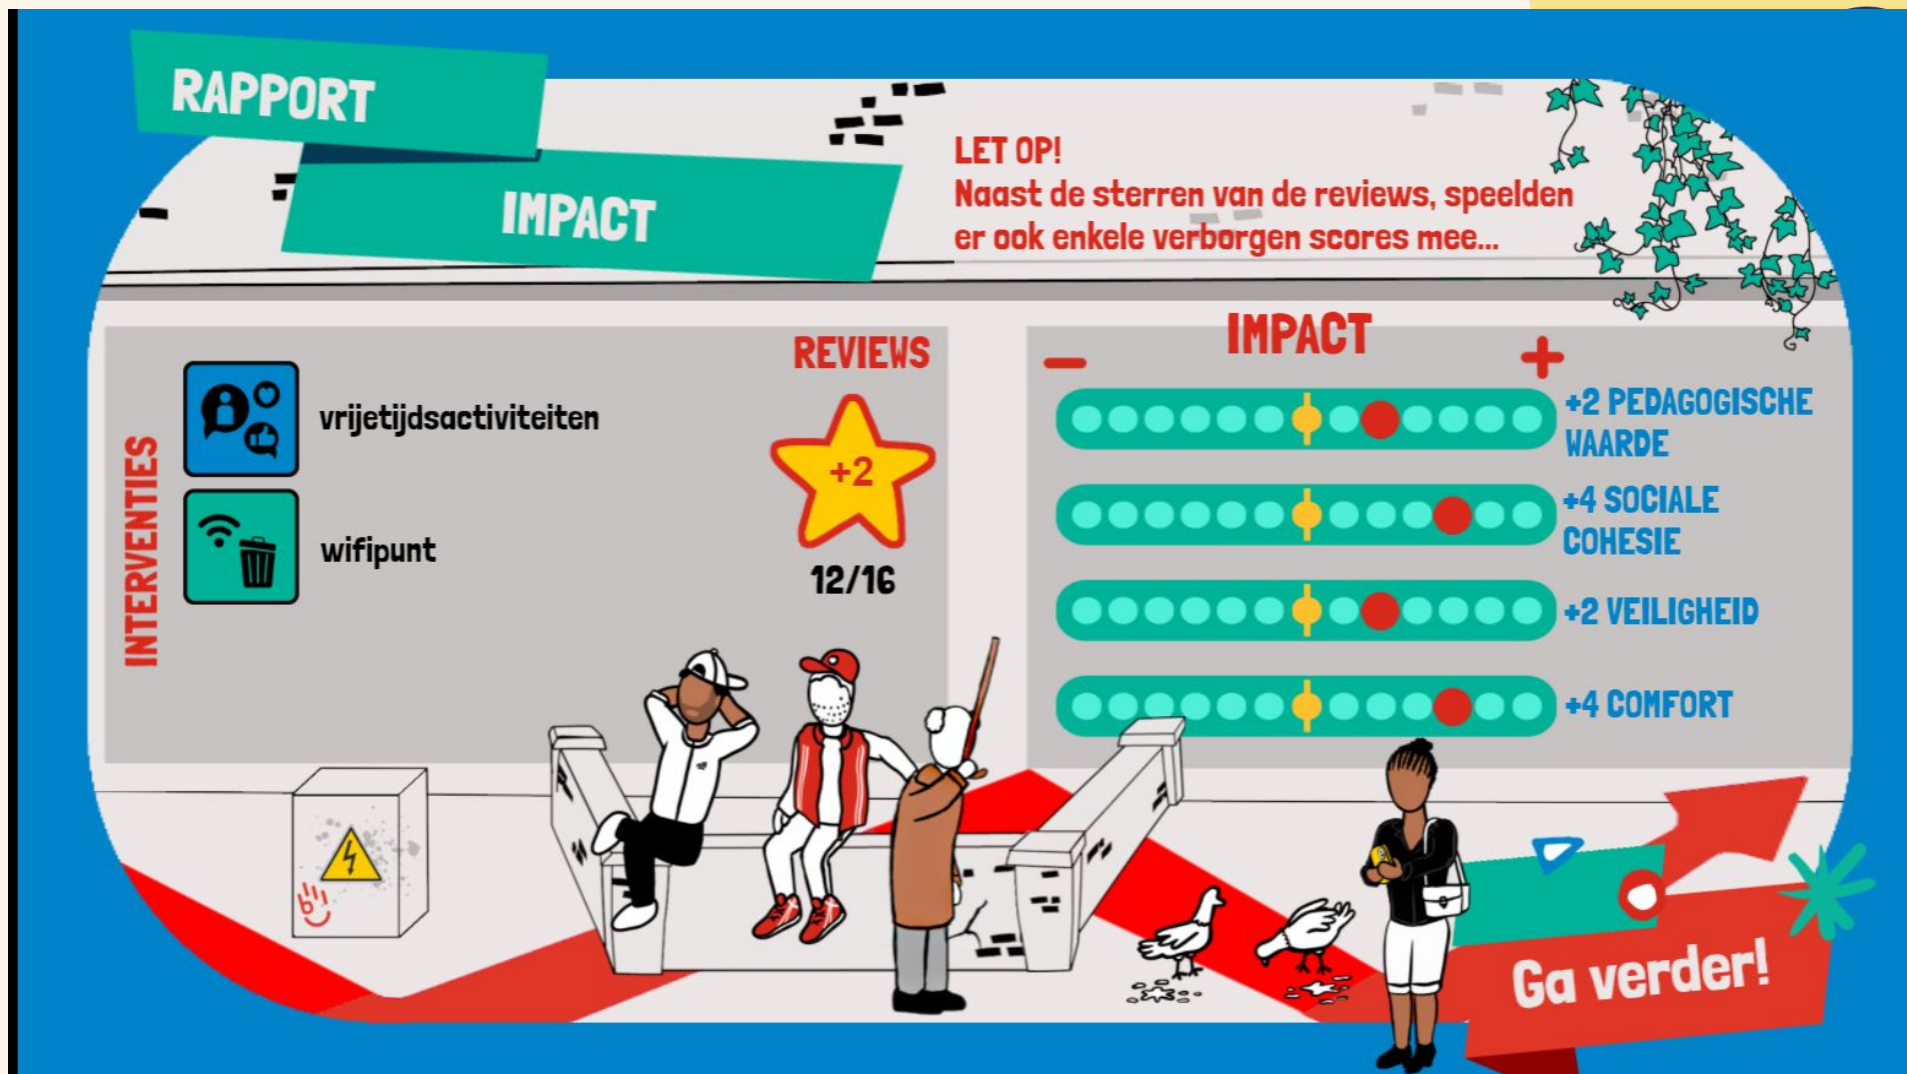 RAPPORT
IMPACT
LET OP!
Naast de sterren van de reviews, speelden
er ook enkele verborgen scores mee...
INTERVENTIES
vrijetijdsactiviteiten
wifipunt
REVIEWS
+2
12/16
IMPACT
+2 PEDAGOGISCHE
WAARDE
+4 SOCIALE
COHESIE
+2 VEILIGHEID
+4 COMFORT
Ga verder!